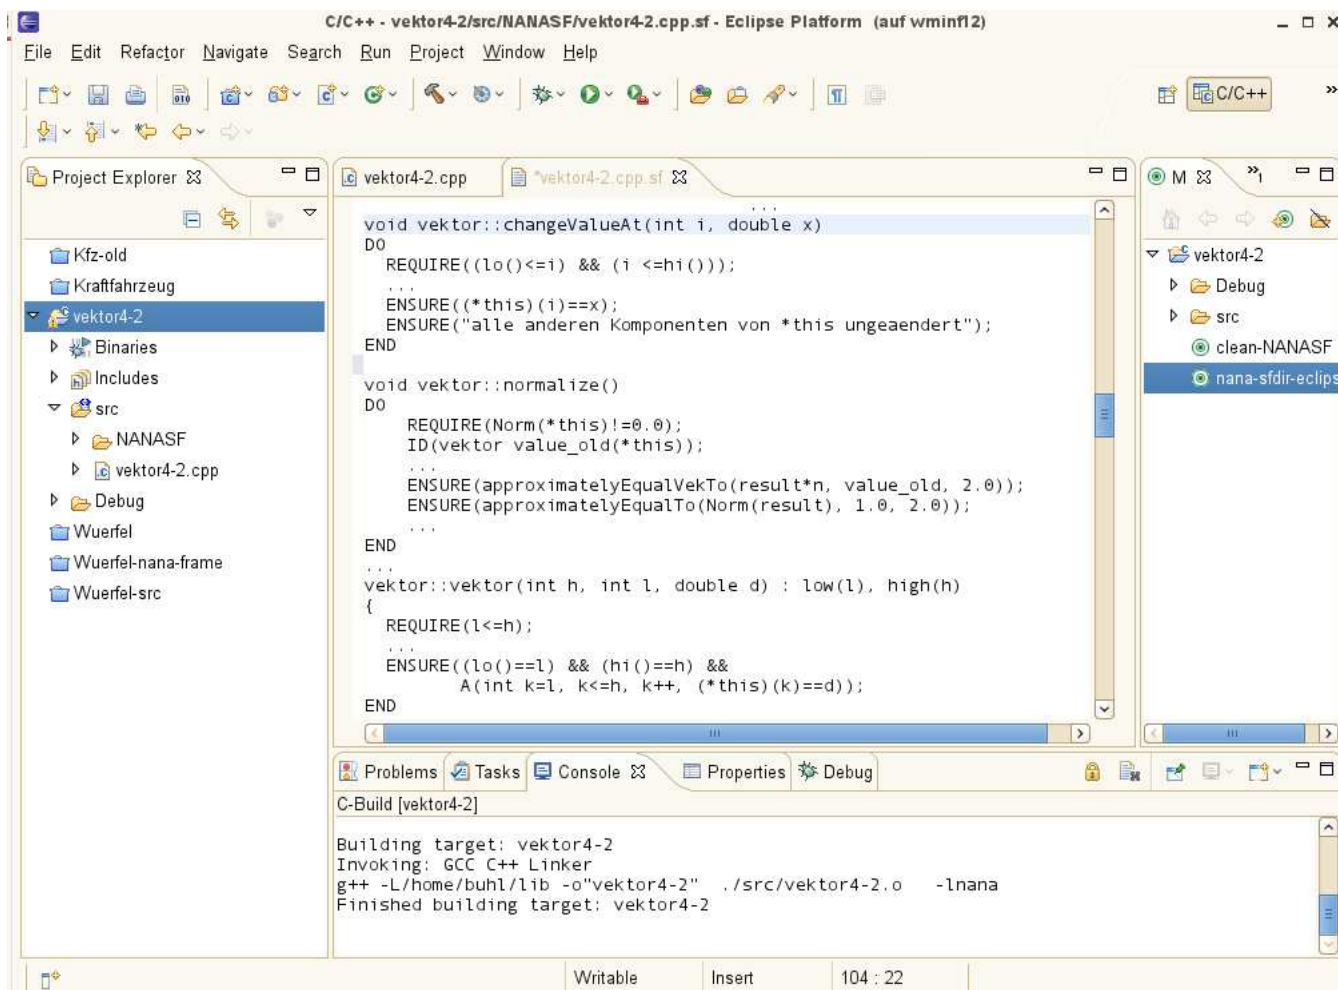 C/C++ - vektor4-2/src/NANASF/vektor4-2.cpp.sf - Eclipse Platform (auf wminf12)
File Edit Refactor Navigate Search Run Project Window Help
010
C/C++
Project Explorer
Kfz-old
Kraftfahrzeug
vektor4-2
Binaries
Includes
src
NANASF
vektor4-2.cpp
Debug
Wuerfel
Wuerfel-nana-frame
Wuerfel-src
vektor4-2.cpp *vektor4-2.cpp.sf
...
void vektor::changeValueAt(int i, double x)
DO
REQUIRE((lo()<=i) && (i <=hi()));
...
ENSURE((*this)(i)==x);
ENSURE("alle anderen Komponenten von *this ungeaendert");
END
void vektor::normalize()
DO
REQUIRE(Norm(*this)!=0.0);
ID(vektor value_old(*this));
...
ENSURE(approximatelyEqualVekTo(result*n, value_old, 2.0));
ENSURE(approximatelyEqualTo(Norm(result), 1.0, 2.0));
...
END
...
vektor::vektor(int h, int l, double d) : low(l), high(h)
{
REQUIRE(l<=h);
...
ENSURE((lo()==l) && (hi()==h) &&
A(int k=l, k<=h, k++, (*this)(k)==d));
END
M
»1
vektor4-2
Debug
src
clean-NANASF
nana-sfdir-eclips
Problems Tasks Console Properties Debug
C-Build [vektor4-2]
Building target: vektor4-2
Invoking: GCC C++ Linker
g++ -L/home/buhl/lib -o"vektor4-2" ./src/vektor4-2.o -lnana
Finished building target: vektor4-2
Writable Insert 104 : 22